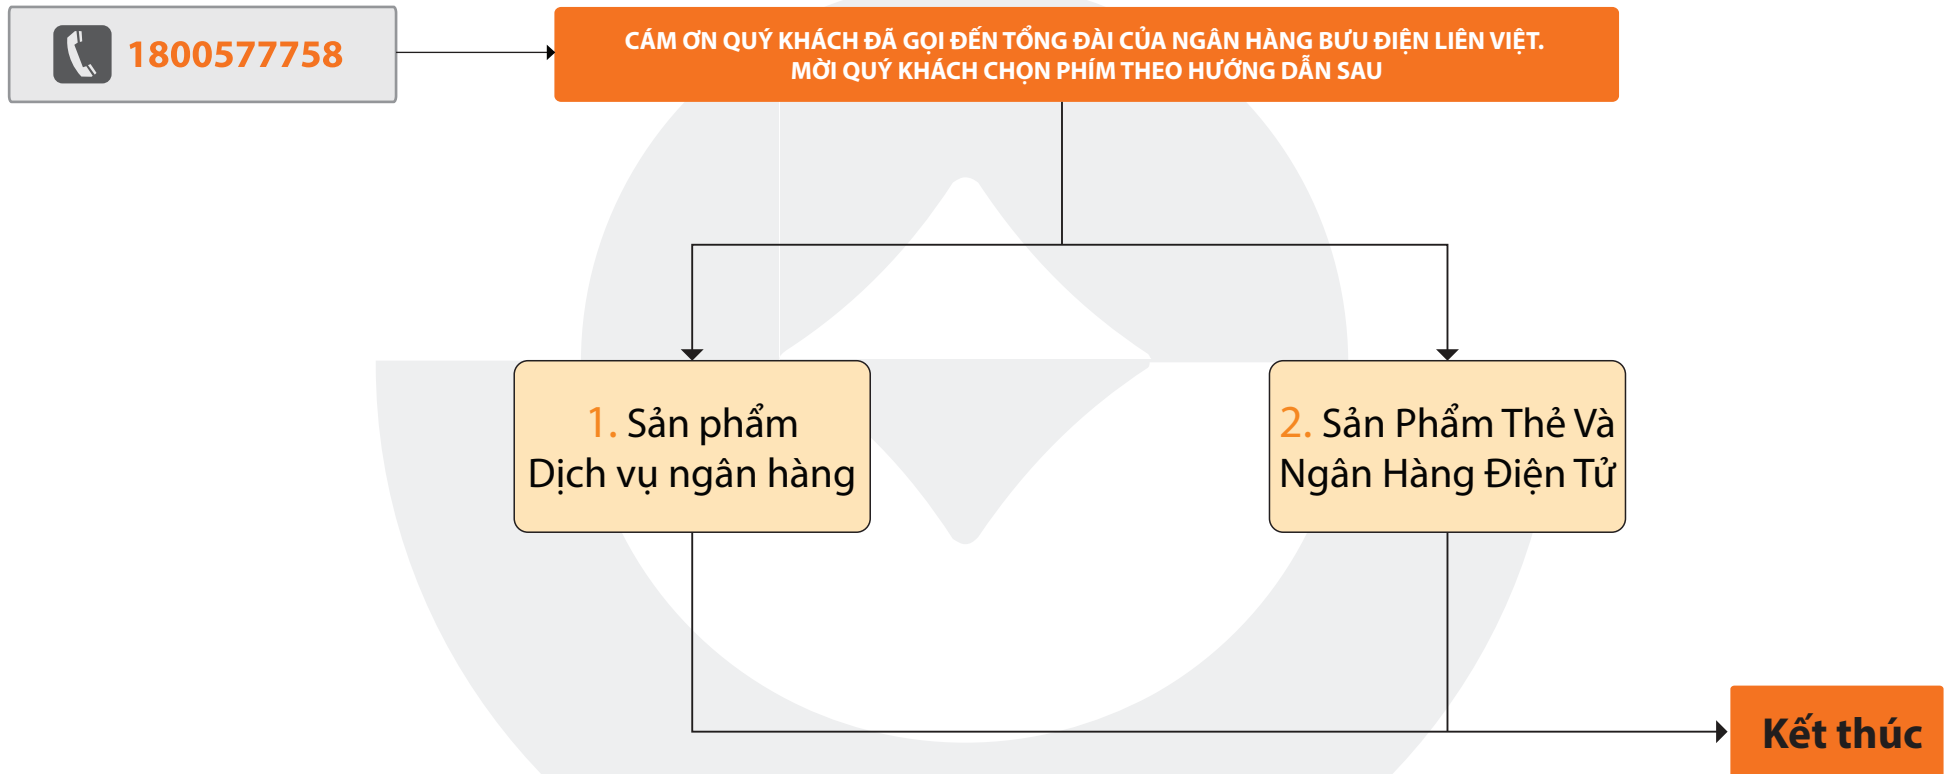 1800577758
CÁM ƠN QUÝ KHÁCH ĐÃ GỌI ĐẾN TỔNG ĐÀI CỦA NGÂN HÀNG BƯU ĐIỆN LIÊN VIỆT.
MỜI QUÝ KHÁCH CHỌN PHÍM THEO HƯỚNG DẪN SAU
1. Sản phẩm
Dịch vụ ngân hàng
2. Sản Phẩm Thẻ Và
Ngân Hàng Điện Tử
Kết thúc